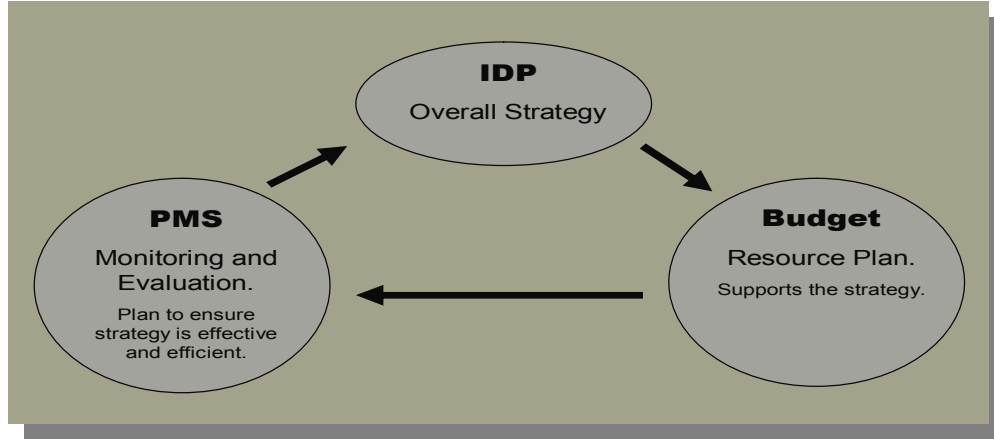 IDP
Overall Strategy
PMS
Monitoring and
Evaluation.
Plan to ensure
strategy is effective
and efficient.
Budget
Resource Plan.
Supports the strategy.